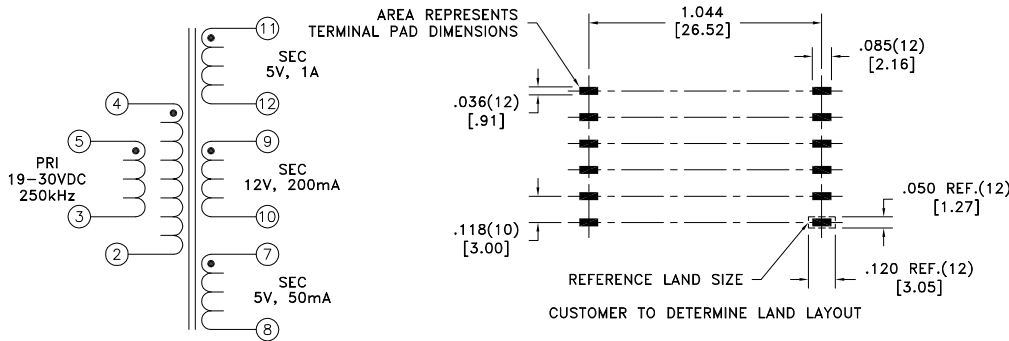 11
SEC
5V, 1A
12
4
5
PRI
19-30VDC
250kHz
3
2
9
SEC
12V, 200mA
10
7
SEC
5V, 50mA
8
AREA REPRESENTS
TERMINAL PAD DIMENSIONS
1.044
[26.52]
.085(12)
[2.16]
.036(12)
[.91]
.118(10)
[3.00]
.050 REF.(12)
[1.27]
REFERENCE LAND SIZE
.120 REF.(12)
[3.05]
CUSTOMER TO DETERMINE LAND LAYOUT